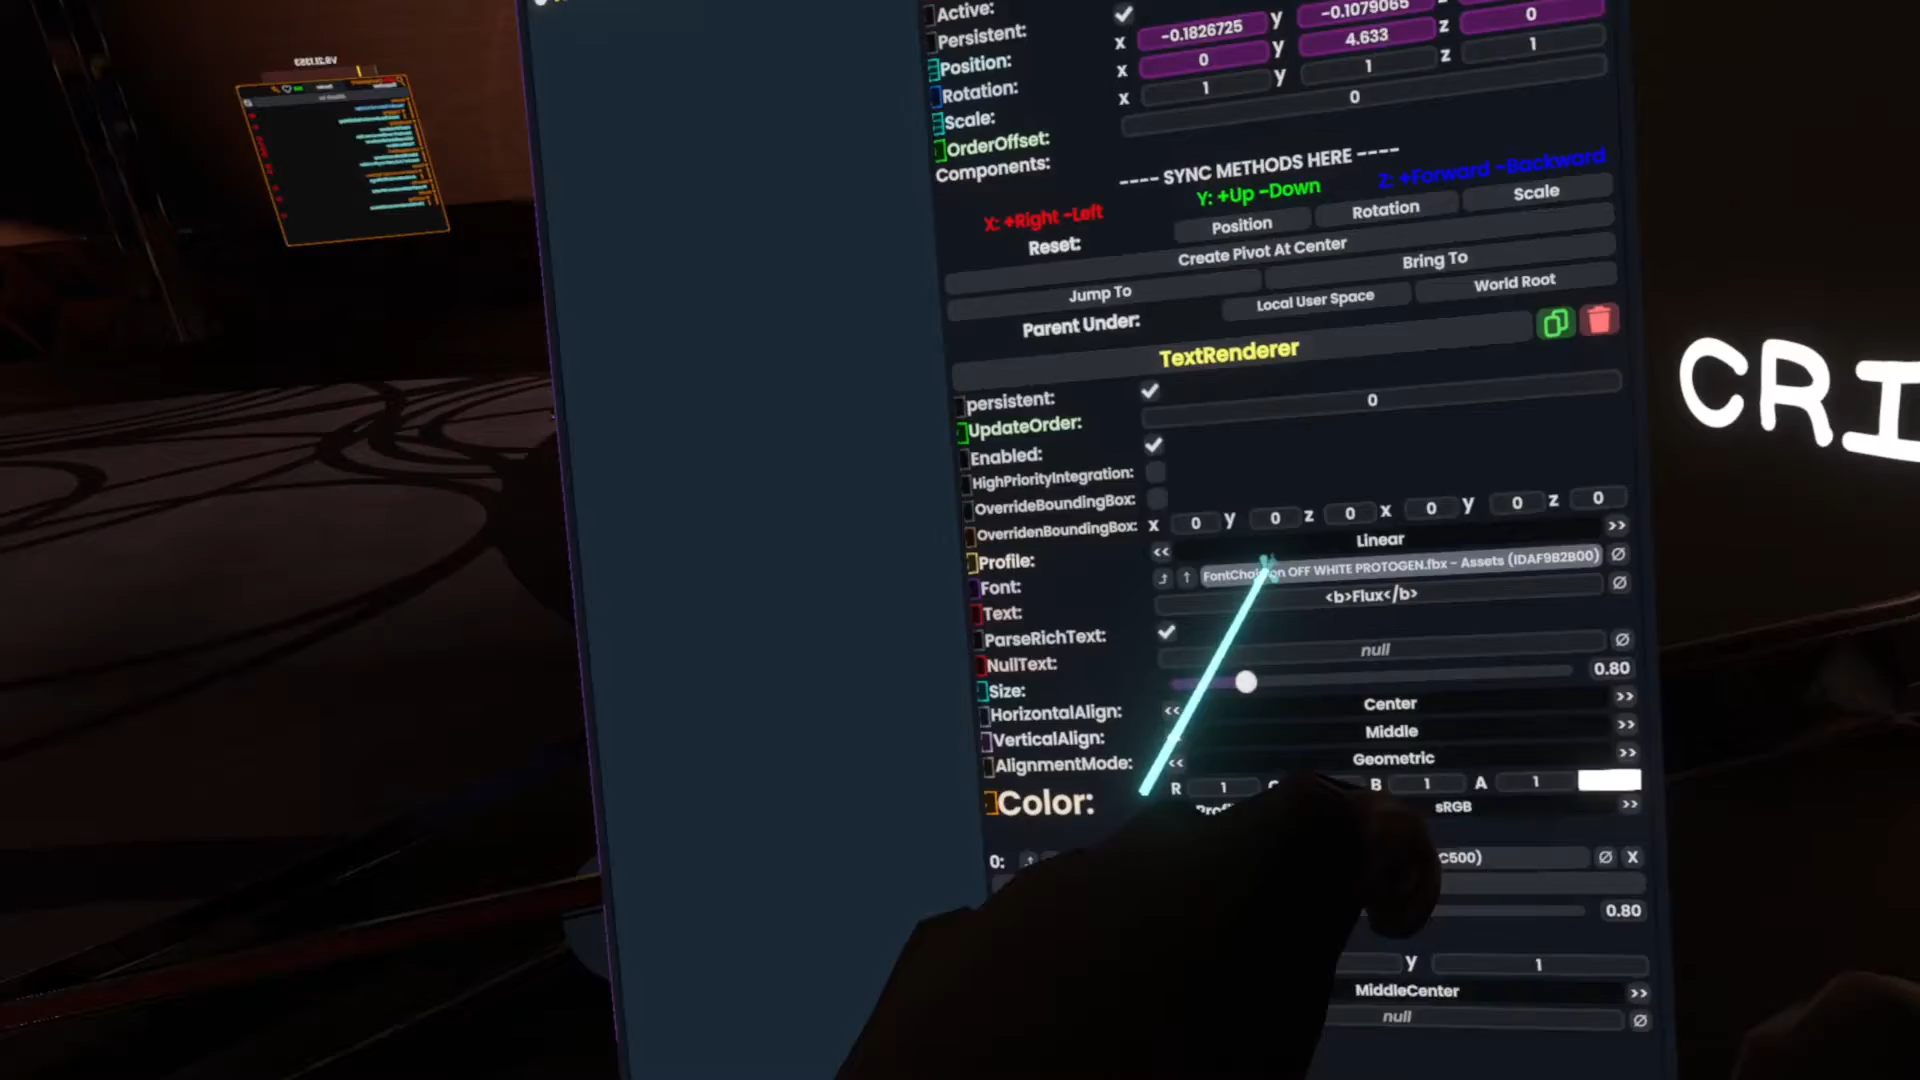 Active:
Persistent:
x -0.1826725 y -0.1079065
Position:
x 0 y 4.633 z 0
Rotation:
x 1 y 1 z 1
Scale:
0
OrderOffset:
Components:
---- SYNC METHODS HERE ----
X: +Right -Left Y: +Up -Down Z: +Forward -Backward
Reset: Position Rotation Scale
Create Pivot At Center
Jump To Bring To
Parent Under: Local User Space World Root
TextRenderer
persistent:
UpdateOrder: 0
Enabled:
HighPriorityIntegration:
OverrideBoundingBox:
OverridenBoundingBox: x 0 y 0 z 0 x 0 y 0 z 0
Profile: << Linear >>
Font: OFF WHITE PROTOGEN.fbx - Assets (IDAF9B2B00) Ø
Text: <b>Flux</b> Ø
ParseRichText:
NullText: null Ø
Size: 0.80
HorizontalAlign: << Center >>
VerticalAlign: Middle >>
AlignmentMode: << Geometric >>
Color: R 1 B 1 A 1
sRGB >>
0: C500) Ø X
0.80
y 1
MiddleCenter >>
null Ø
CRI